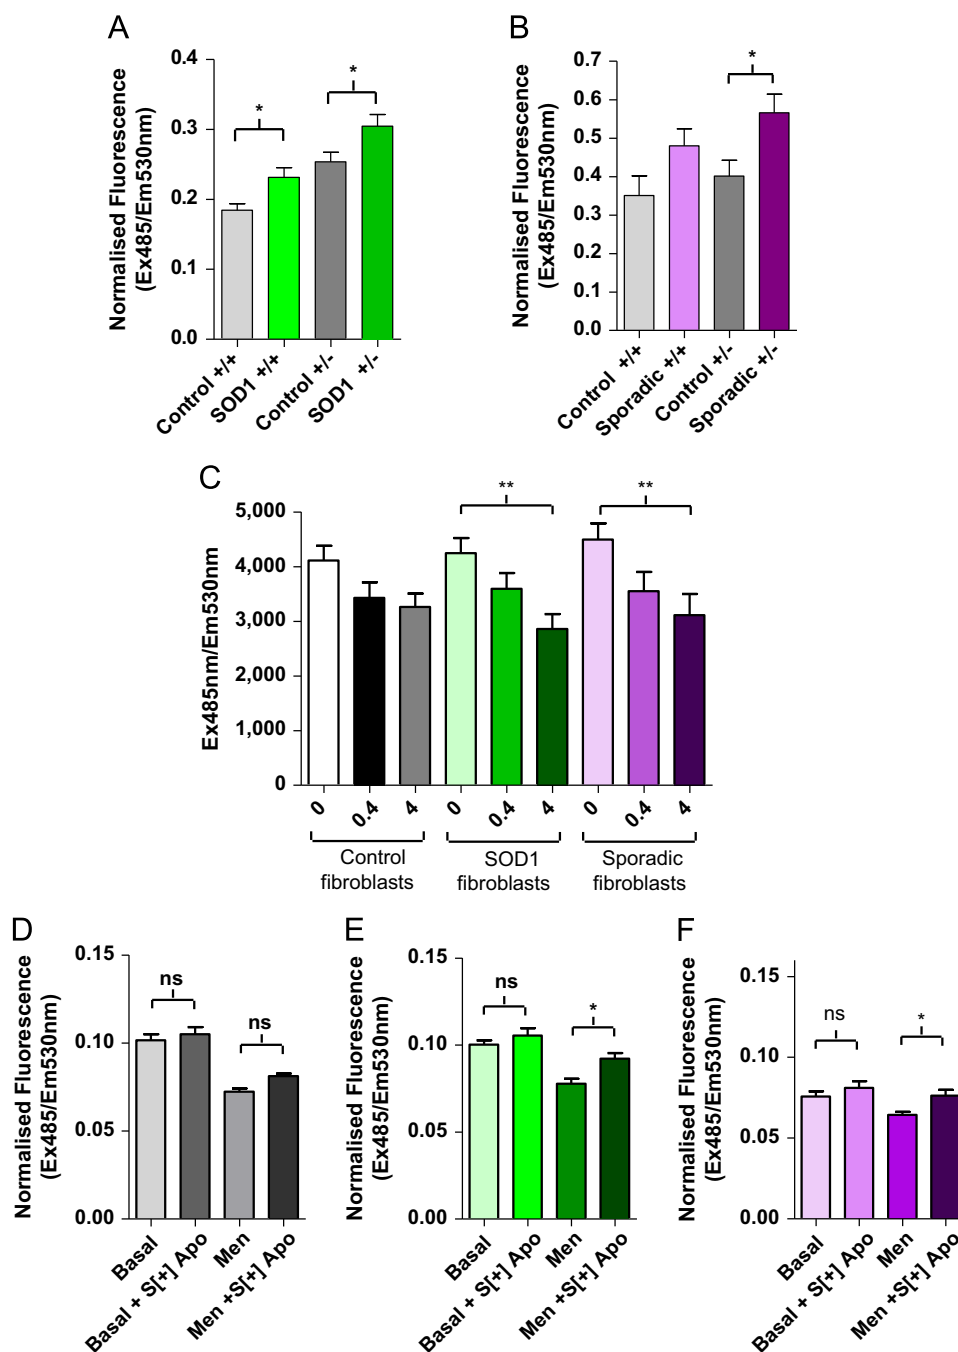 A
Normalised Fluorescence
(Ex485/Em530nm)
0.4
0.3
0.2
0.1
0.0
*
*
Control +/+
SOD1 +/+
Control +/-
SOD1 +/-
B
Normalised Fluorescence
(Ex485/Em530nm)
0.7
0.6
0.5
0.4
0.3
0.2
0.1
0.0
*
Control +/+
Sporadic +/+
Control +/-
Sporadic +/-
C
Ex485nm/Em530nm
5,000
4,000
3,000
2,000
1,000
0
**
**
0
0.4
4
0
0.4
4
0
0.4
4
Control
fibroblasts
SOD1
fibroblasts
Sporadic
fibroblasts
D
Normalised Fluorescence
(Ex485/Em530nm)
0.15
0.10
0.05
0.00
ns
ns
Basal
Basal + S[+] Apo
Men
Men +S[+] Apo
E
Normalised Fluorescence
(Ex485/Em530nm)
0.15
0.10
0.05
0.00
ns
*
Basal
Basal + S[+] Apo
Men
Men +S[+] Apo
F
Normalised Fluorescence
(Ex485/Em530nm)
0.15
0.10
0.05
0.00
ns
*
Basal
Basal + S[+] Apo
Men
Men +S[+] Apo